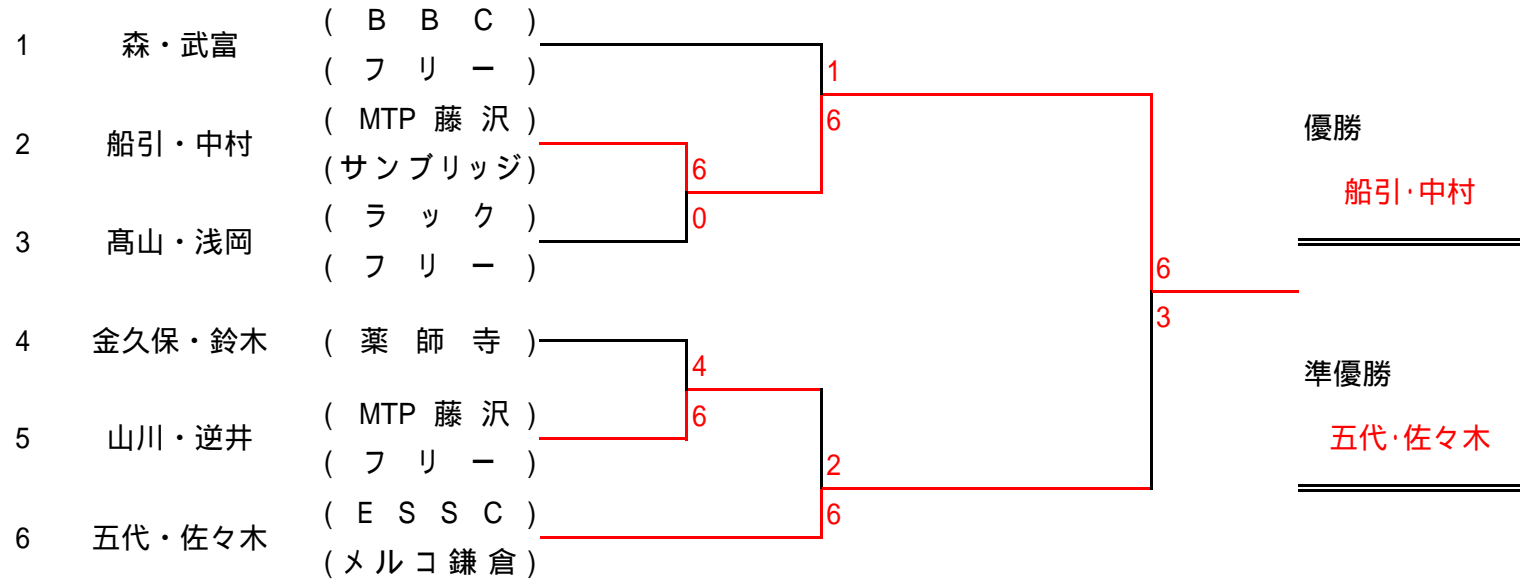 ( B B C )
1 森・武富
( フ リ ー )
1
( MTP 藤 沢 )
6
優勝
2 船引・中村
(サンブリッジ)
6
船引・中村
( ラ ッ ク )
0
3 髙山・浅岡
( フ リ ー )
6
3
4 金久保・鈴木 ( 薬 師 寺 )
4
準優勝
( MTP 藤 沢 )
6
5 山川・逆井
五代・佐々木
( フ リ ー )
2
( E S S C )
6
6 五代・佐々木
(メルコ鎌倉)